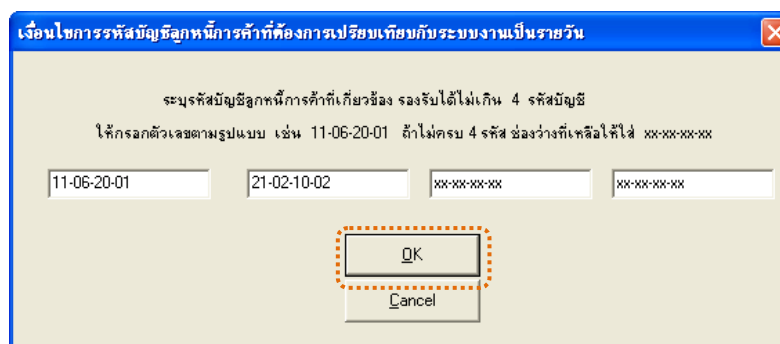 เงื่อนไขการรหัสบัญชีลูกหนี้การค้าที่ต้องการเปรียบเทียบกับระบบงานเป็นรายวัน
ระบุรหัสบัญชีลูกหนี้การค้าที่เกี่ยวข้อง รองรับได้ไม่เกิน 4 รหัสบัญชี
ให้กรอกตัวเลขตามรูปแบบ เช่น 11-06-20-01 ถ้าไม่ครบ 4 รหัส ช่องว่างที่เหลือให้ใส่ xx-xx-xx-xx
11-06-20-01 21-02-10-02 xx-xx-xx-xx xx-xx-xx-xx
OK
Cancel